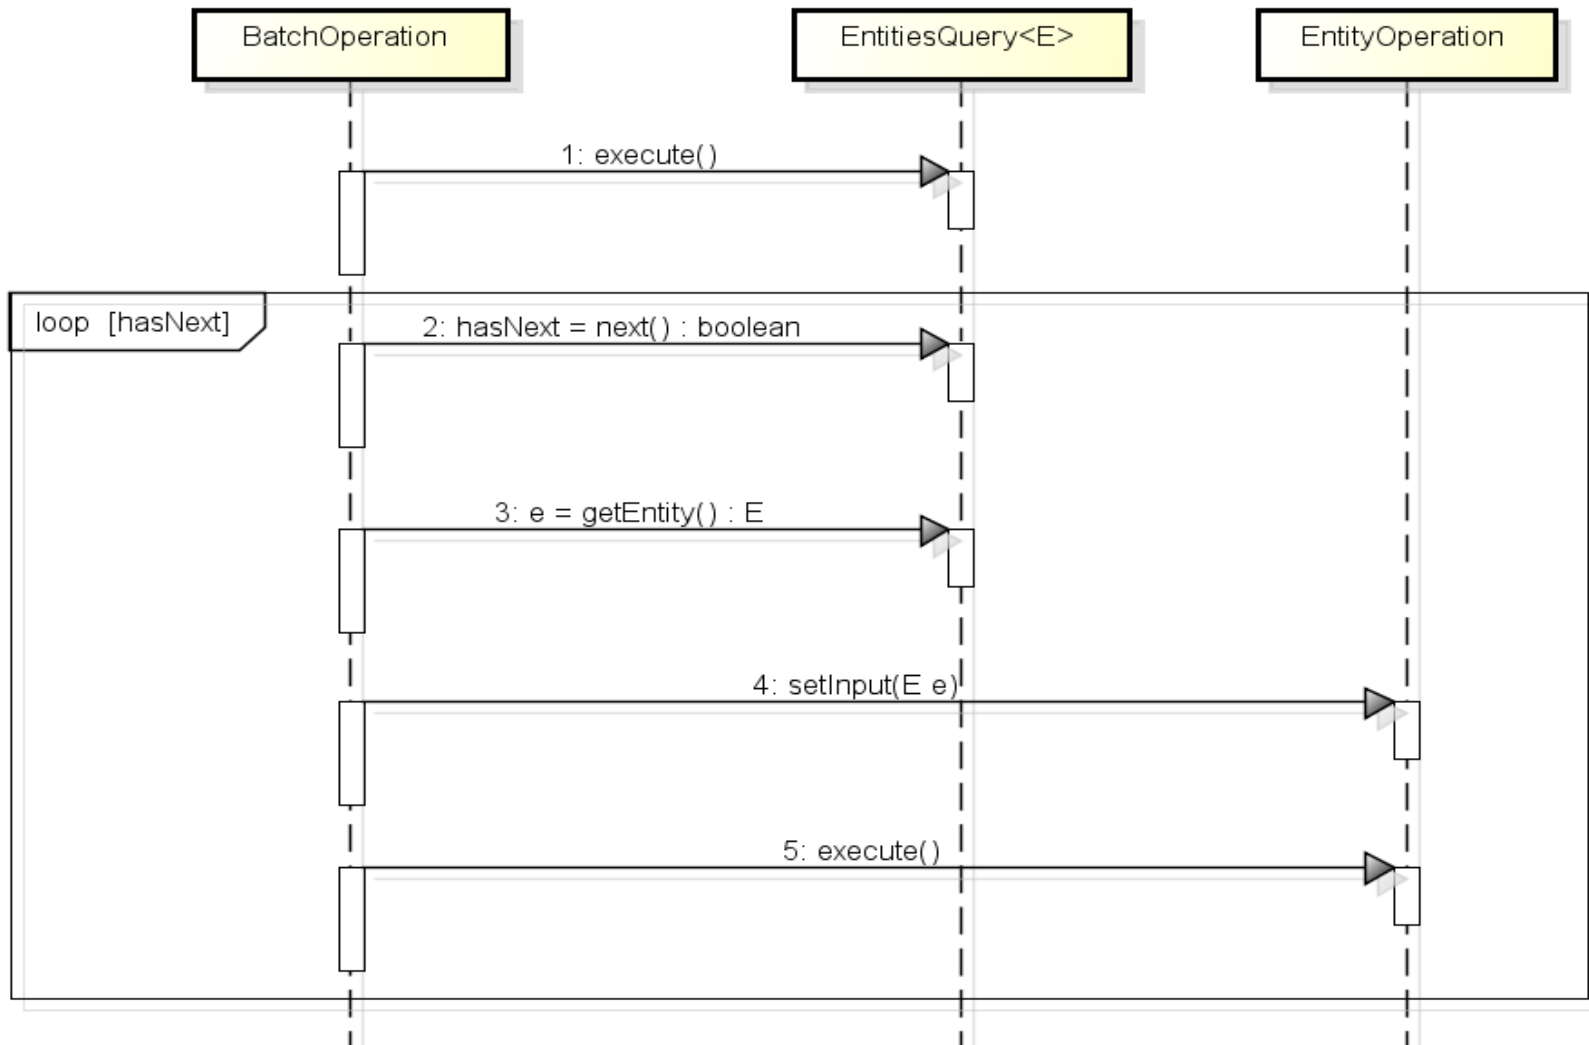 BatchOperation
EntitiesQuery<E>
EntityOperation
1: execute()
loop [hasNext]
2: hasNext = next() : boolean
3: e = getEntity() : E
4: setInput(E e)
5: execute()